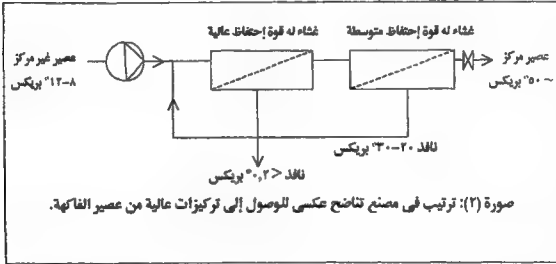 غشاء له قوة إحتفاظ عالية
غشاء له قوة إحتفاظ متوسطة
عصير غير مركز
٨-١٢° بريكس
عصير مركز
~ ٥٠° بريكس
نافذ ٢٠-٣٠° بريكس
نافذ < ٠,٢° بريكس
صورة (٢): ترتيب فى مصنع تناضح عكسى للوصول إلى تركيزات عالية من عصير الفاكهة.